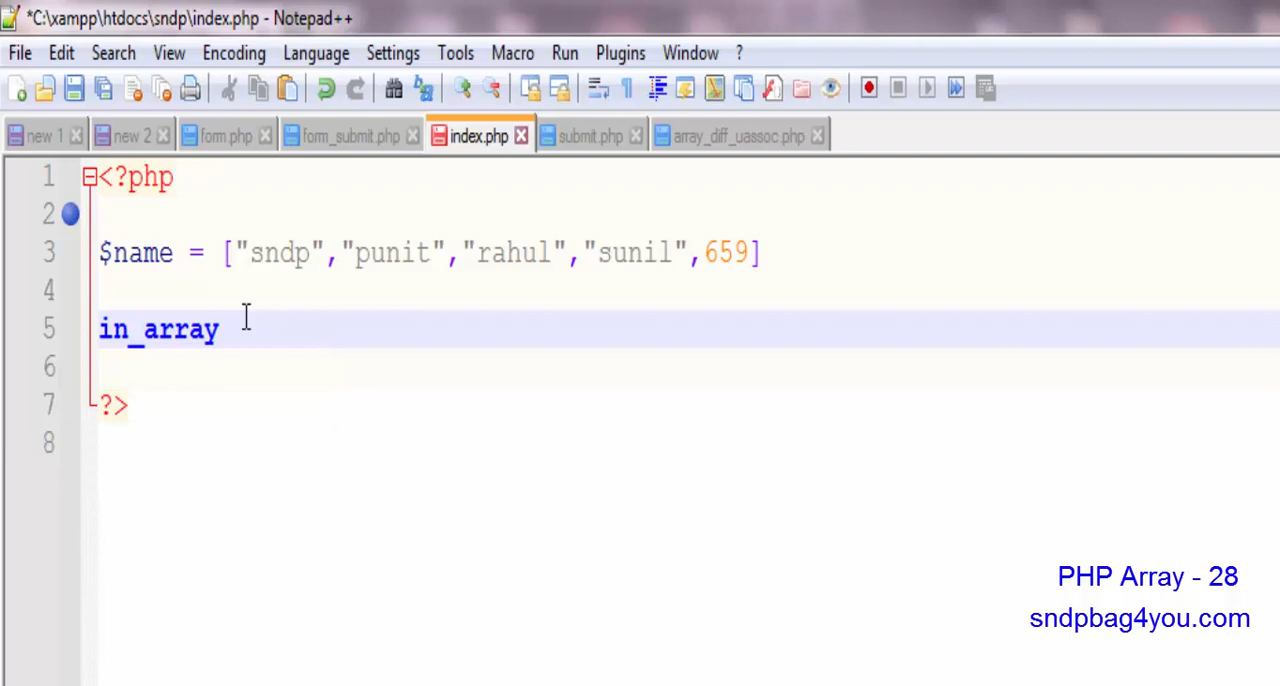 *C:\xampp\htdocs\sndp\index.php - Notepad++
File Edit Search View Encoding Language Settings Tools Macro Run Plugins Window ?
new 1 new 2 form.php form_submit.php index.php submit.php array_diff_uassoc.php
1 <?php
2
3 $name = ["sndp","punit","rahul","sunil",659]
4
5 in_array
6
7 ?>
8
PHP Array - 28
sndpbag4you.com